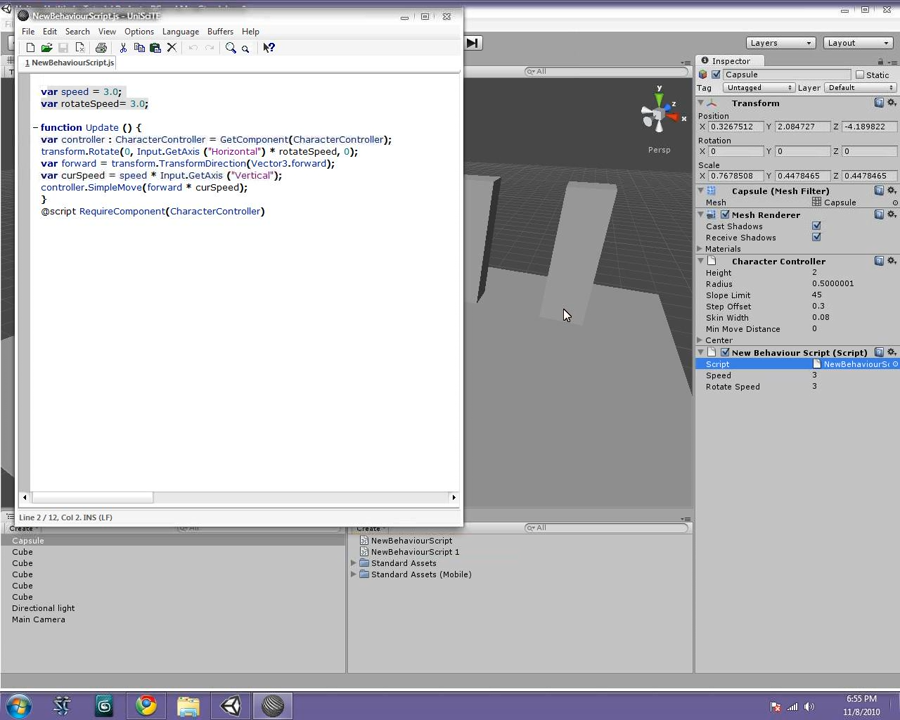 NewBehaviourScript.js - UniSciTE
File Edit Search View Options Language Buffers Help
1 NewBehaviourScript.js
var speed = 3.0;
var rotateSpeed= 3.0;
function Update () {
var controller : CharacterController = GetComponent(CharacterController);
transform.Rotate(0, Input.GetAxis ("Horizontal") * rotateSpeed, 0);
var forward = transform.TransformDirection(Vector3.forward);
var curSpeed = speed * Input.GetAxis ("Vertical");
controller.SimpleMove(forward * curSpeed);
}
@script RequireComponent(CharacterController)
Line 2 / 12, Col 2. INS (LF)
Layers Layout
All
y
z
x
Persp
Inspector
Capsule Static
Tag Untagged Layer Default
Transform
Position
X 0.3267512 Y 2.084727 Z -4.189822
Rotation
X 0 Y 0 Z 0
Scale
X 0.7678508 Y 0.4478465 Z 0.4478465
Capsule (Mesh Filter)
Mesh Capsule
Mesh Renderer
Cast Shadows
Receive Shadows
Materials
Character Controller
Height 2
Radius 0.5000001
Slope Limit 45
Step Offset 0.3
Skin Width 0.08
Min Move Distance 0
Center
New Behaviour Script (Script)
Script NewBehaviourSc
Speed 3
Rotate Speed 3
Create All
Capsule
Cube
Cube
Cube
Cube
Cube
Directional light
Main Camera
Create All
NewBehaviourScript
NewBehaviourScript 1
Standard Assets
Standard Assets (Mobile)
6:55 PM
11/8/2010